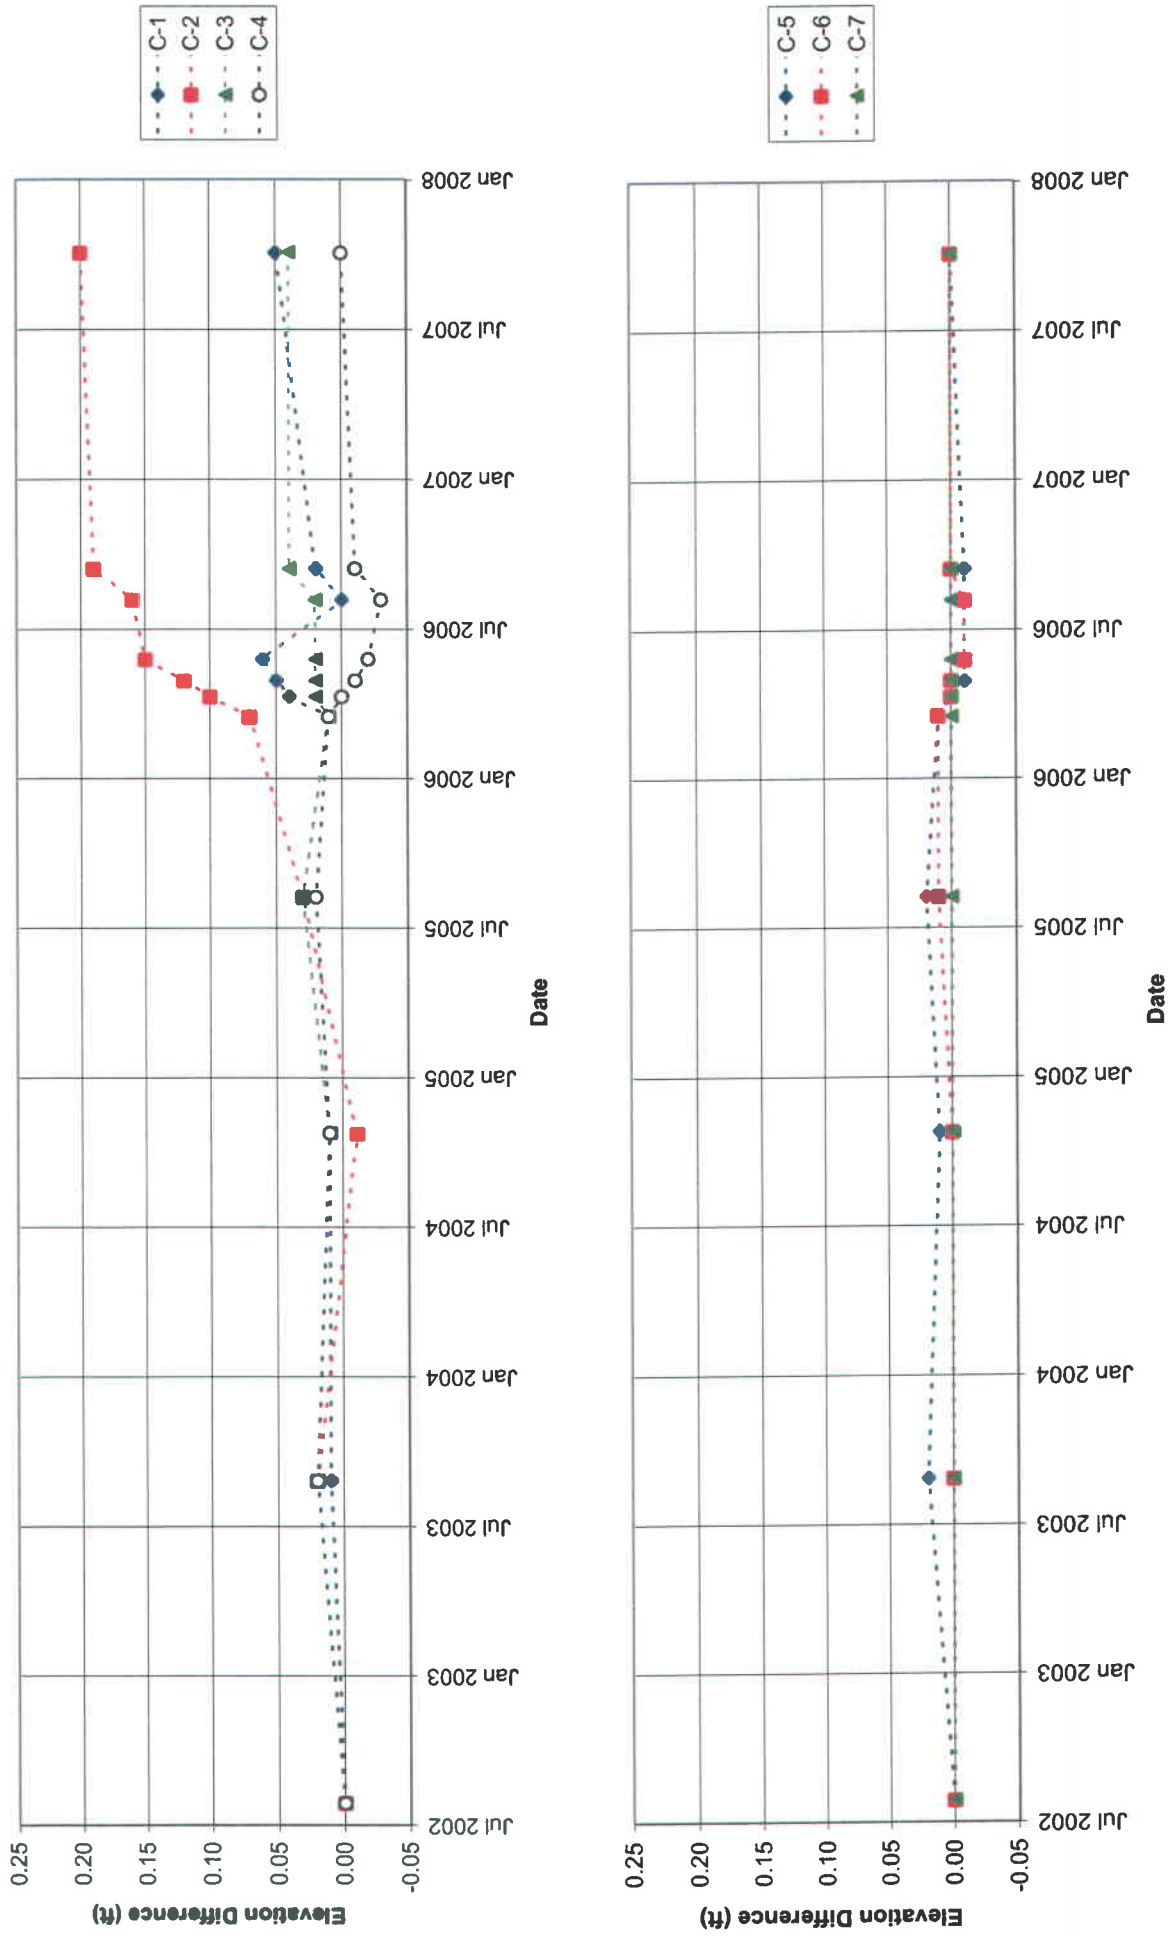 C-1
C-2
C-3
C-4
0.25
0.20
0.15
0.10
0.05
0.00
-0.05
Elevation Difference (ft)
Jul 2002
Jan 2003
Jul 2003
Jan 2004
Jul 2004
Jan 2005
Jul 2005
Jan 2006
Jul 2006
Jan 2007
Jul 2007
Jan 2008
Date
C-5
C-6
C-7
0.25
0.20
0.15
0.10
0.05
0.00
-0.05
Elevation Difference (ft)
Jul 2002
Jan 2003
Jul 2003
Jan 2004
Jul 2004
Jan 2005
Jul 2005
Jan 2006
Jul 2006
Jan 2007
Jul 2007
Jan 2008
Date